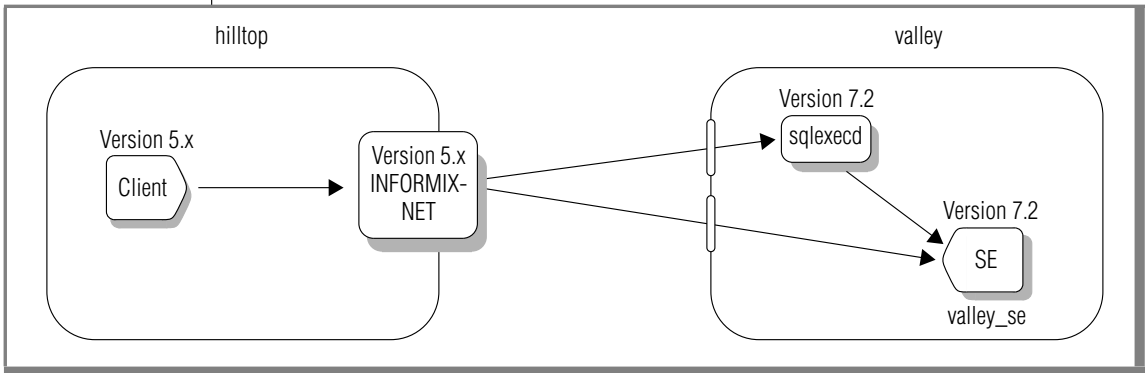 hilltop
valley
Version 5.x
Client
Version 5.x
INFORMIX-
NET
Version 7.2
sqlexecd
Version 7.2
SE
valley_se